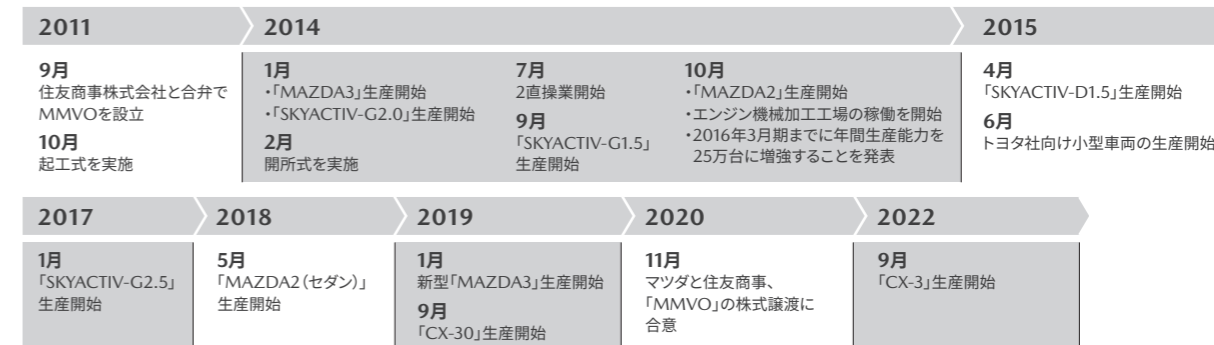 2011
9月
住友商事株式会社と合弁で
MMVOを設立
10月
起工式を実施
2014
1月
・「MAZDA3」生産開始
・「SKYACTIV-G2.0」生産開始
2月
開所式を実施
7月
2直操業開始
9月
「SKYACTIV-G1.5」
生産開始
10月
・「MAZDA2」生産開始
・エンジン機械加工工場の稼働を開始
・2016年3月期までに年間生産能力を
25万台に増強することを発表
2015
4月
「SKYACTIV-D1.5」生産開始
6月
トヨタ社向け小型車両の生産開始
2017
1月
「SKYACTIV-G2.5」
生産開始
2018
5月
「MAZDA2（セダン）」
生産開始
2019
1月
新型「MAZDA3」生産開始
9月
「CX-30」生産開始
2020
11月
マツダと住友商事、
「MMVO」の株式譲渡に
合意
2022
9月
「CX-3」生産開始